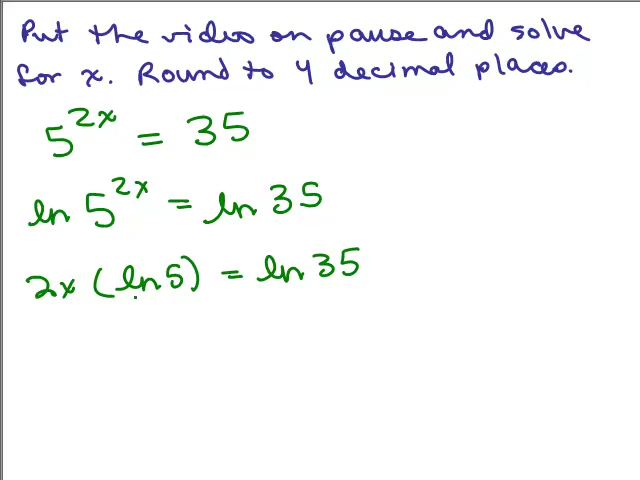 Put the video on pause and solve
for x. Round to 4 decimal places.
5^{2x} = 35
ln 5^{2x} = ln 35
2x (ln 5) = ln 35